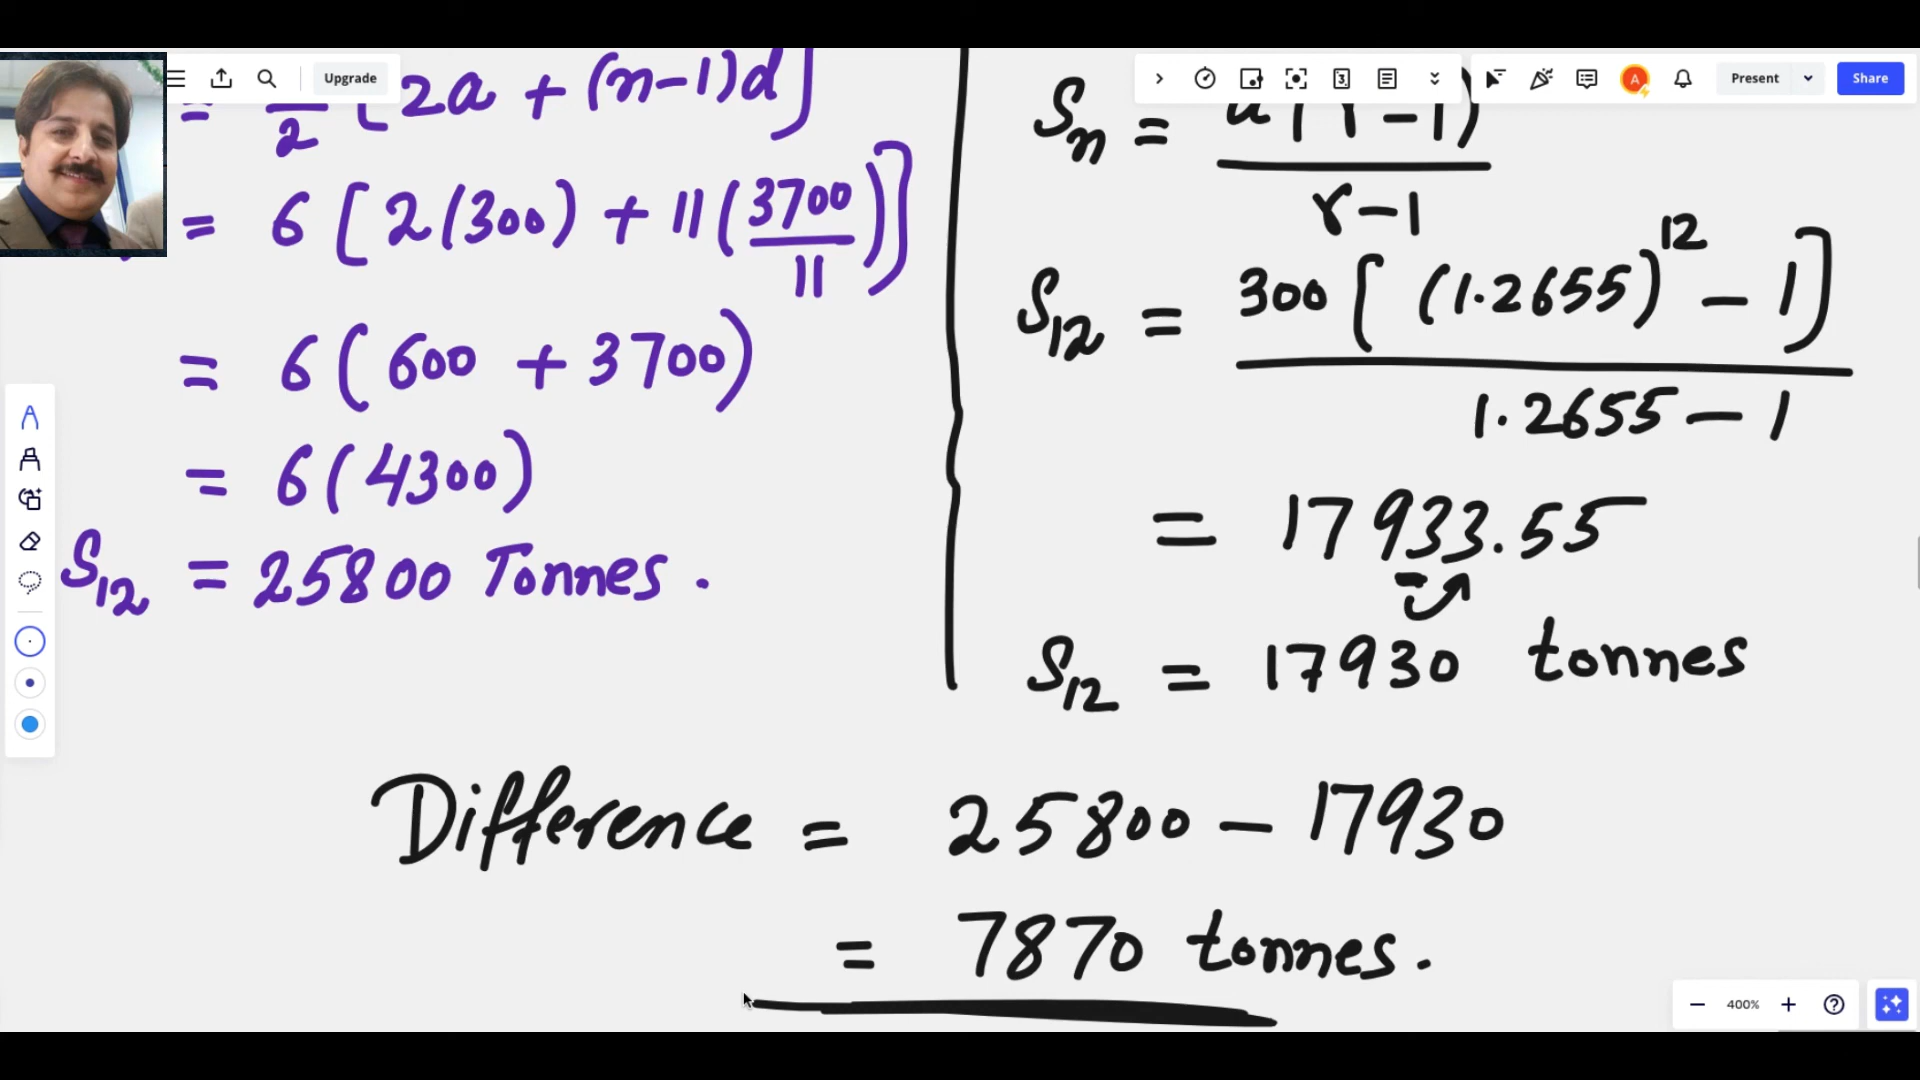 Upgrade
Present
Share
= /2 [2a + (n-1)d]
= 6 [ 2(300) + 11 ( 3700/11 ) ]
= 6 ( 600 + 3700 )
= 6 ( 4300 )
S12 = 25800 Tonnes .
Sn = a(r - 1) / r - 1
S12 = 300 [ (1.2655)^12 - 1 ] / 1.2655 - 1
= 17933.55
S12 = 17930 tonnes
Difference = 25800 - 17930
= 7870 tonnes .
400%